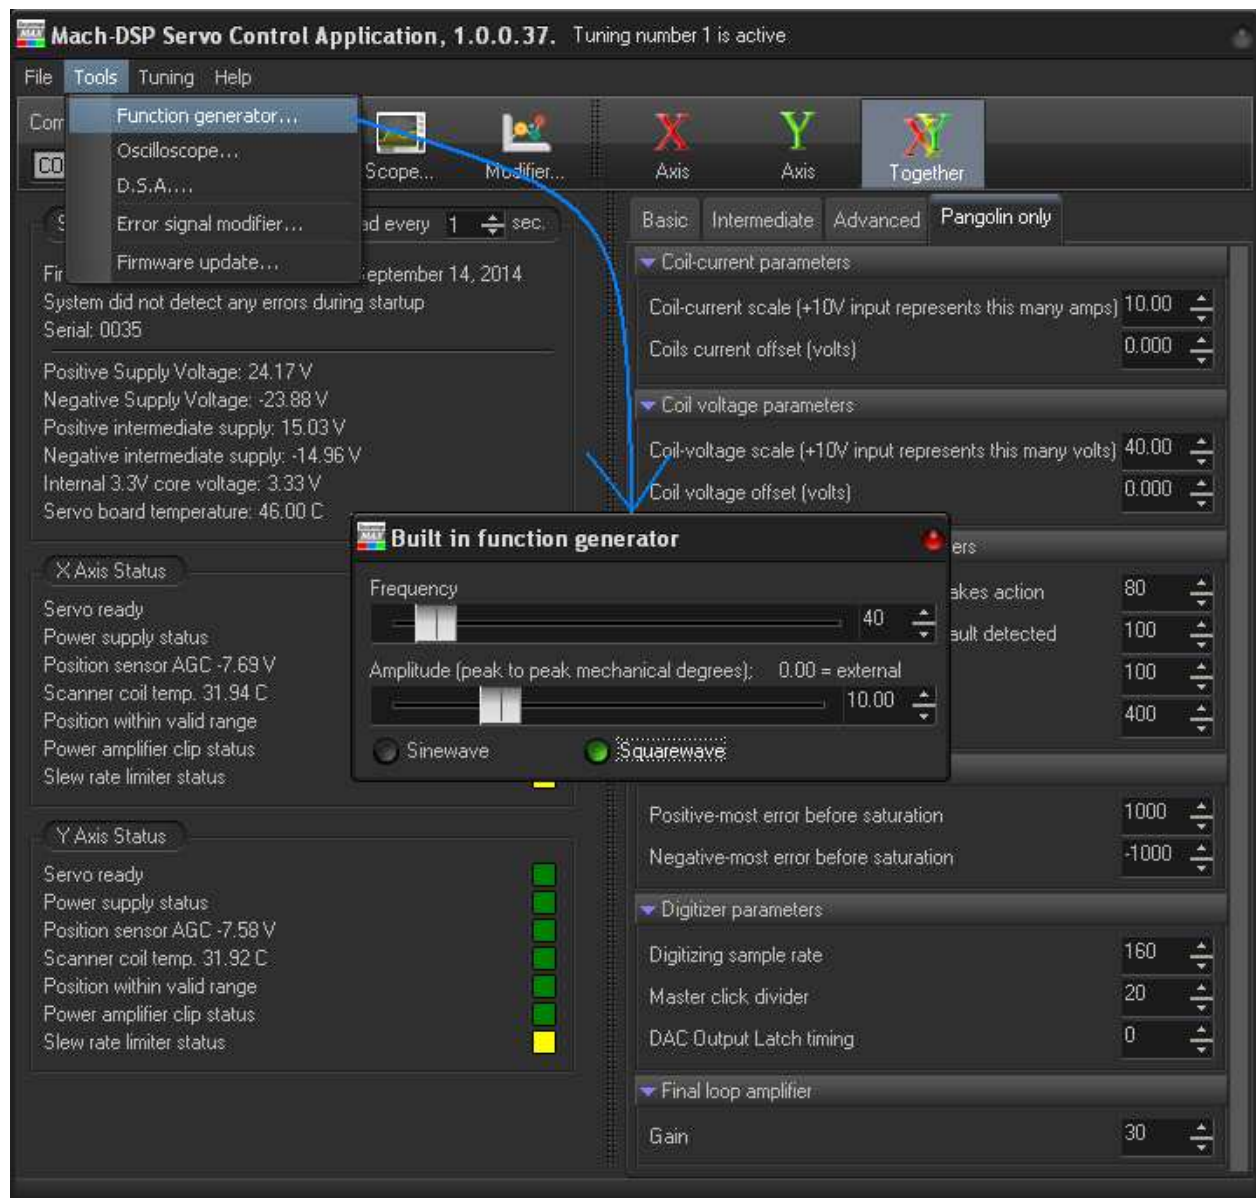 Mach-DSP Servo Control Application, 1.0.0.37. Tuning number 1 is active
File Tools Tuning Help
Function generator...
Oscilloscope...
D.S.A....
Error signal modifier...
Firmware update...
Com
CO
Scope...
Modifier...
X Axis
Y Axis
XY Together
ad every 1 sec.
Fir
eptember 14, 2014
System did not detect any errors during startup
Serial: 0035
Positive Supply Voltage: 24.17 V
Negative Supply Voltage: -23.88 V
Positive intermediate supply: 15.03 V
Negative intermediate supply: -14.96 V
Internal 3.3V core voltage: 3.33 V
Servo board temperature: 46.00 C
X Axis Status
Servo ready
Power supply status
Position sensor AGC -7.69 V
Scanner coil temp. 31.94 C
Position within valid range
Power amplifier clip status
Slew rate limiter status
Y Axis Status
Servo ready
Power supply status
Position sensor AGC -7.58 V
Scanner coil temp. 31.92 C
Position within valid range
Power amplifier clip status
Slew rate limiter status
Built in function generator
Frequency
40
Amplitude (peak to peak mechanical degrees); 0.00 = external
10.00
Sinewave Squarewave
Basic Intermediate Advanced Pangolin only
Coil-current parameters
Coil-current scale (+10V input represents this many amps) 10.00
Coils current offset (volts) 0.000
Coil voltage parameters
Coil-voltage scale (+10V input represents this many volts) 40.00
Coil voltage offset (volts) 0.000
ers
akes action 80
ault detected 100
100
400
Positive-most error before saturation 1000
Negative-most error before saturation -1000
Digitizer parameters
Digitizing sample rate 160
Master click divider 20
DAC Output Latch timing 0
Final loop amplifier
Gain 30